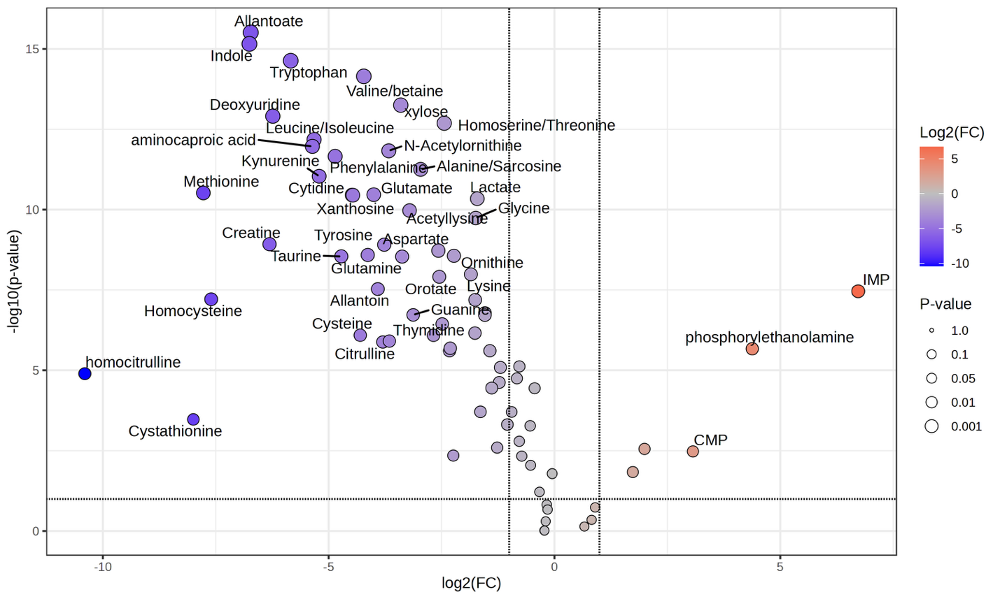 Allantoate
15
Indole
Tryptophan
Valine/betaine
Deoxyuridine
xylose
Leucine/Isoleucine
Homoserine/Threonine
aminocaproic acid
N-Acetylornithine
Kynurenine
Phenylalanine
Alanine/Sarcosine
Methionine
Cytidine
Glutamate
Lactate
10
Xanthosine
Glycine
Acetyllysine
Creatine
Tyrosine
Aspartate
Taurine
Glutamine
Ornithine
Orotate
Lysine
IMP
Allantoin
Homocysteine
Guanine
Cysteine
Thymidine
phosphorylethanolamine
Citrulline
homocitrulline
5
Cystathionine
CMP
0
-10
-5
0
5
log2(FC)
-log10(p-value)
Log2(FC)
5
0
-5
-10
P-value
1.0
0.1
0.05
0.01
0.001